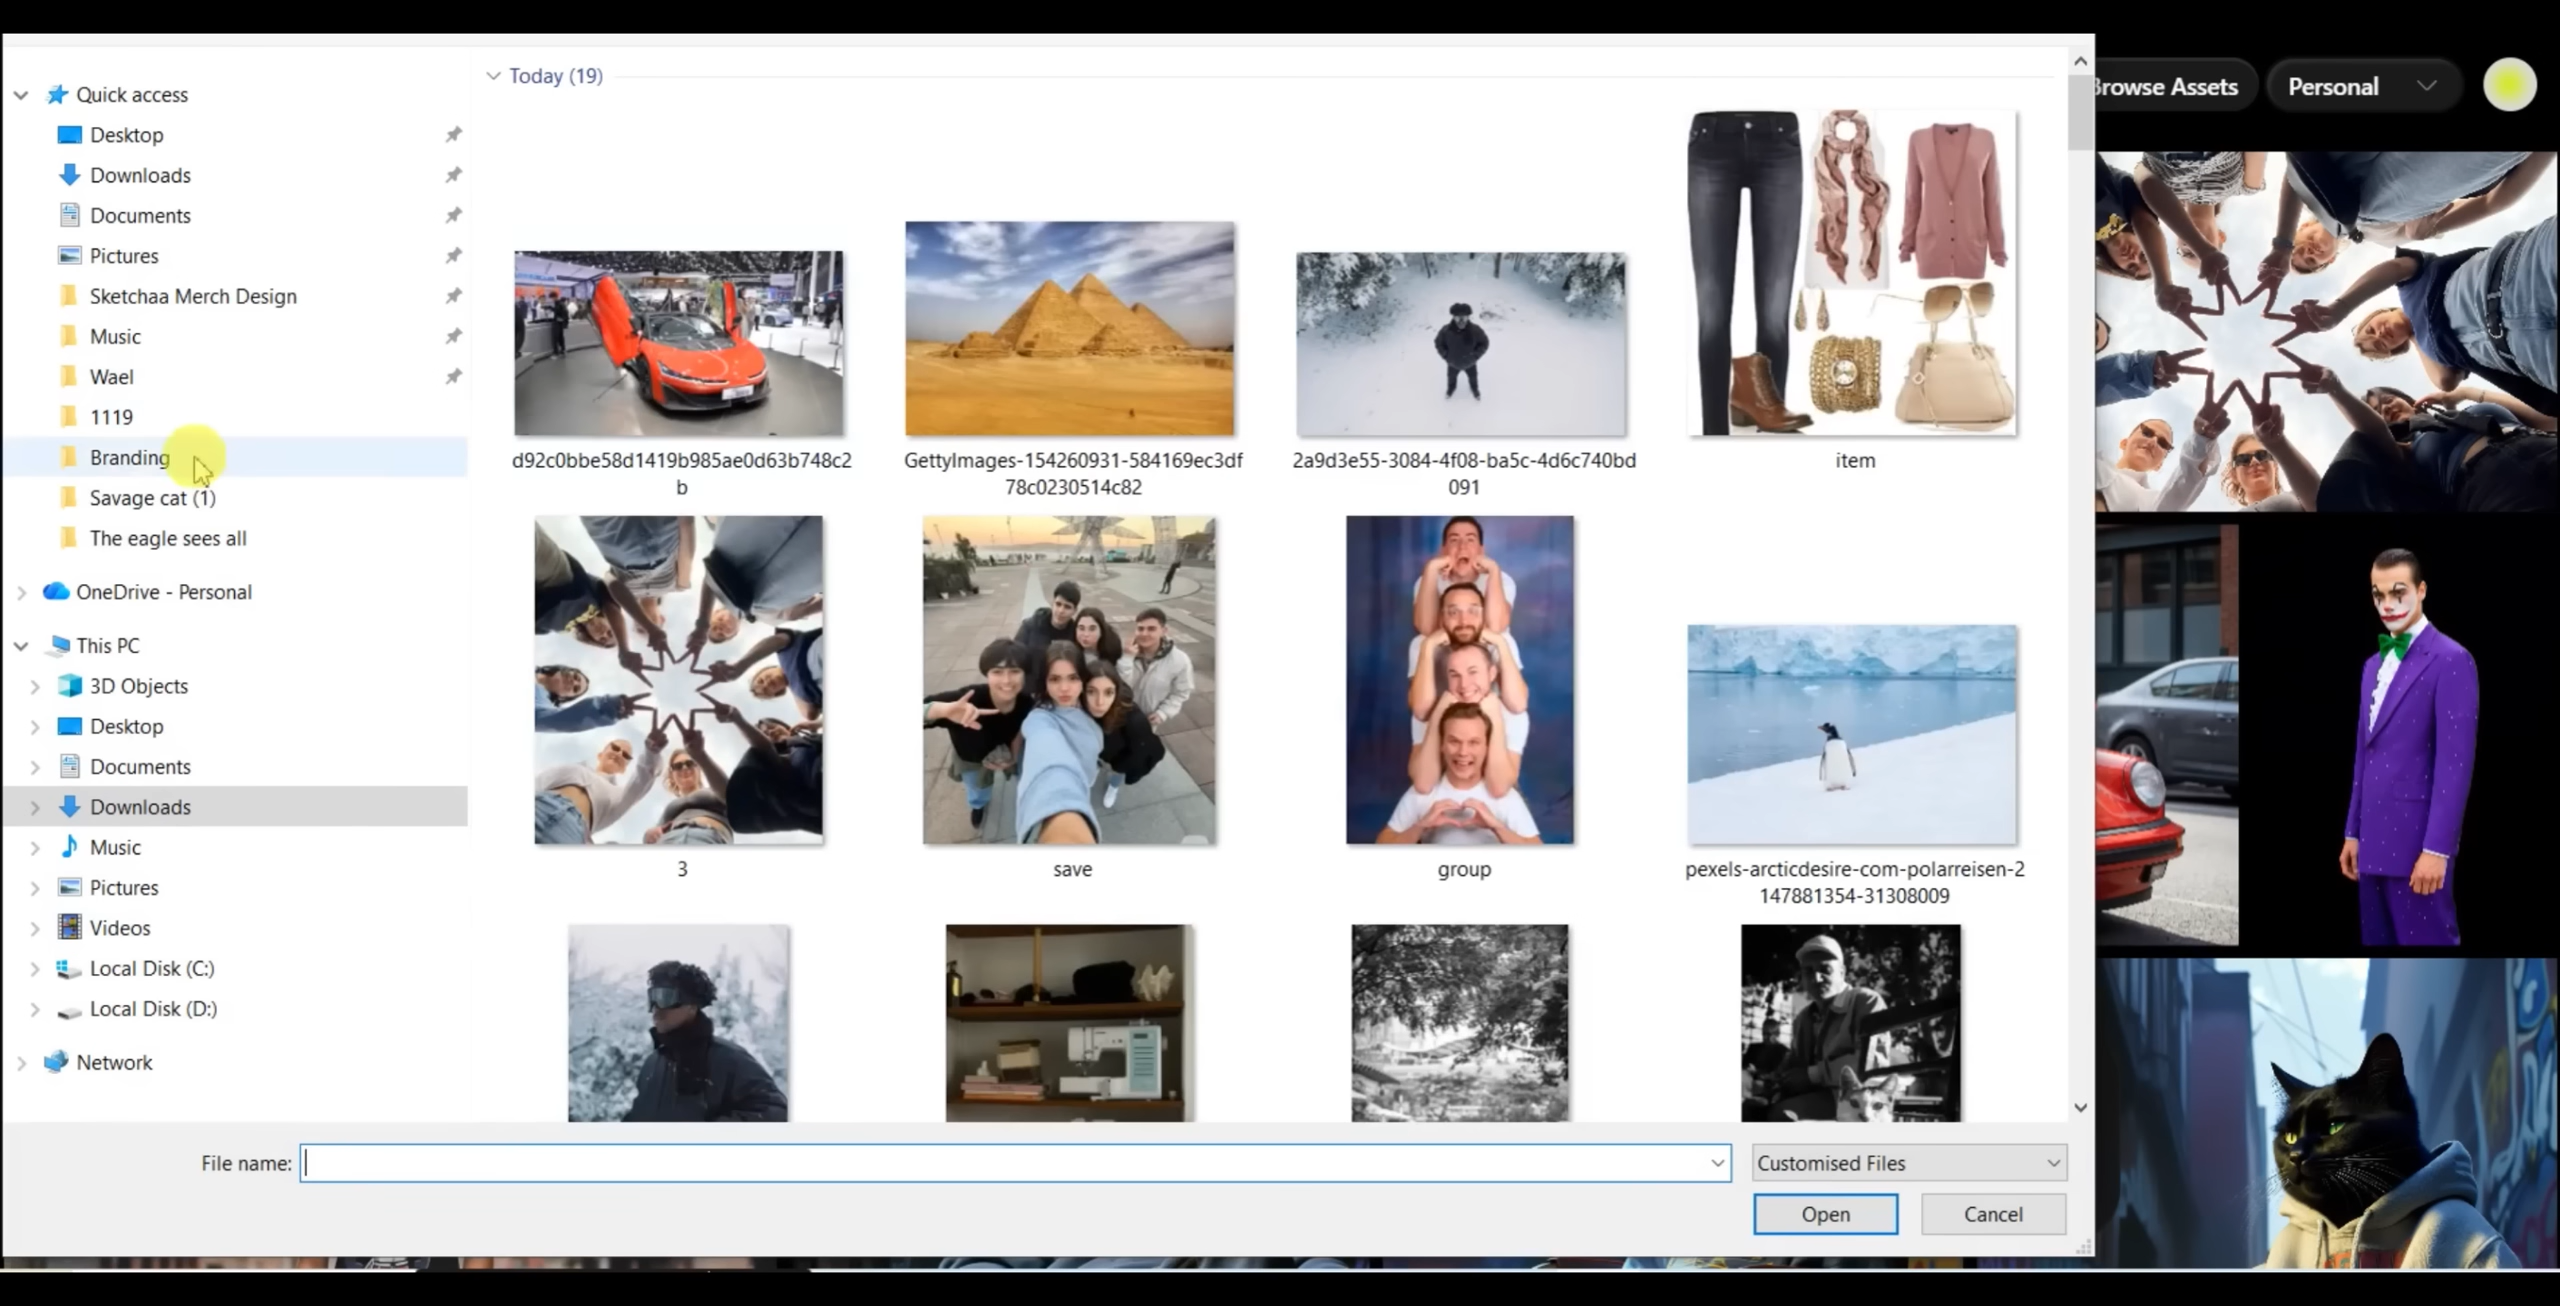 Quick access
Desktop
Downloads
Documents
Pictures
Sketchaa Merch Design
Music
Wael
1119
Branding
Savage cat (1)
The eagle sees all
OneDrive - Personal
This PC
3D Objects
Desktop
Documents
Downloads
Music
Pictures
Videos
Local Disk (C:)
Local Disk (D:)
Network
Today (19)
d92c0bbe58d1419b985ae0d63b748c2
b
GettyImages-154260931-584169ec3df
78c0230514c82
2a9d3e55-3084-4f08-ba5c-4d6c740bd
091
item
3
save
group
pexels-arcticdesire-com-polarreisen-2
147881354-31308009
File name:
Customised Files
Open
Cancel
Browse Assets
Personal